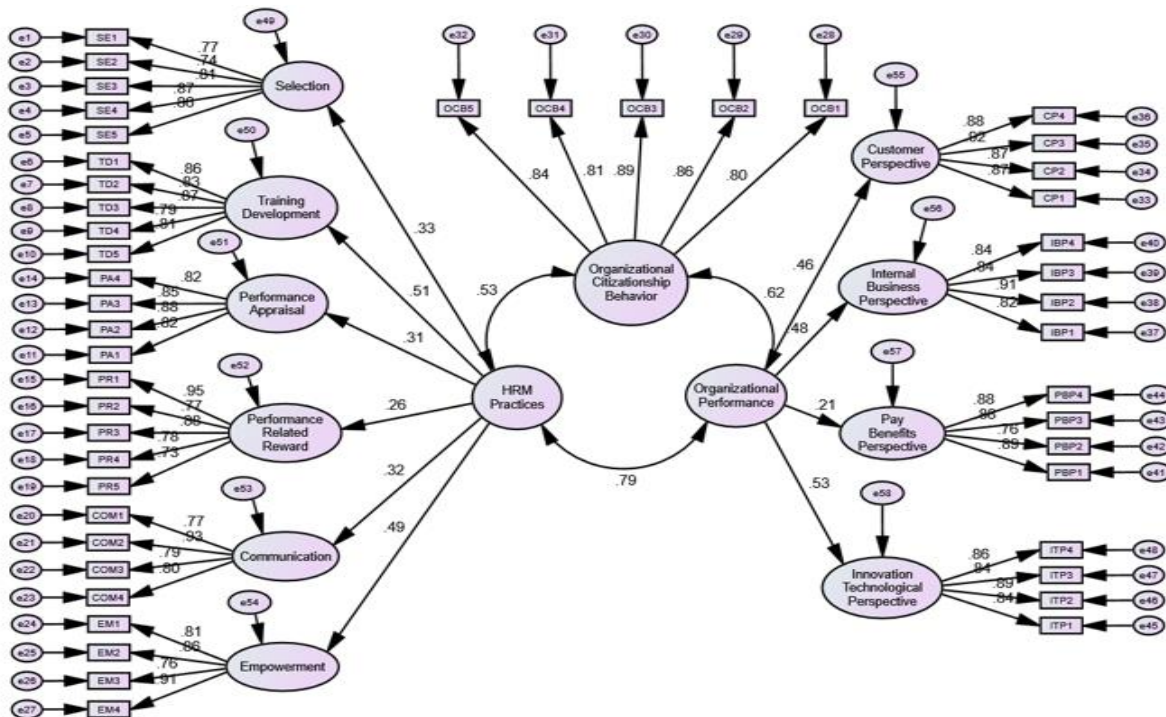 e49
e32
e31
e30
e29
e28
e1
SE1
.77
e2
SE2
.74
e3
SE3
.81
e4
SE4
.87
e5
SE5
Selection
OCB5
OCB4
OCB3
OCB2
OCB1
.84
.81
.89
.86
.80
e55
Customer
Perspective
.88
CP4
e36
CP3
e35
.87
CP2
e34
.87
CP1
e33
e50
e6
TD1
.86
e7
TD2
.83
e8
TD3
.87
e9
TD4
.79
e10
TD5
.81
Training
Development
.33
.51
e51
e14
PA4
.82
e13
PA3
.85
e12
PA2
.88
e11
PA1
.82
Performance
Appraisal
.31
.53
Organizational
Citizationship
Behavior
.62
.46
.48
e56
Internal
Business
Perspective
.84
IBP4
e40
.84
IBP3
e39
.91
IBP2
e38
.82
IBP1
e37
e52
e15
PR1
.95
e16
PR2
.77
e17
PR3
.88
e18
PR4
.78
e19
PR5
.73
Performance
Related
Reward
.26
HRM
Practices
Organizational
Performance
.79
.21
e57
Pay
Benefits
Perspective
.88
PBP4
e44
PBP3
e43
.76
PBP2
e42
.89
PBP1
e41
e53
e20
COM1
.77
e21
COM2
.93
e22
COM3
.79
e23
COM4
.80
Communication
.32
.49
.53
e58
Innovation
Technological
Perspective
.86
ITP4
e48
.84
ITP3
e47
.89
ITP2
e46
.84
ITP1
e45
e54
e24
EM1
.81
e25
EM2
.86
e26
EM3
.76
e27
EM4
.91
Empowerment